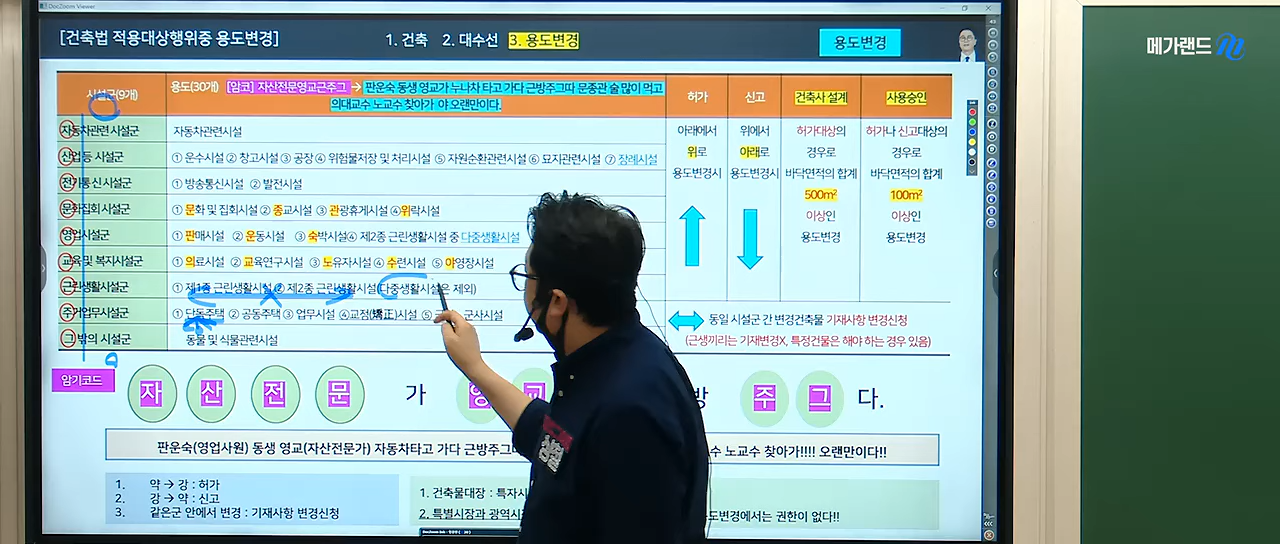 DocZoom Viewer
[건축법 적용대상행위중 용도변경]
1. 건축 2. 대수선 3. 용도변경
용도변경
메가랜드
시설군(9개)
용도(30개) [암코] 자산전문영교근주그 → 판운숙 동생 영교가 누나차 타고 가다 근방주그따 문중관 술 많이 먹고
의대교수 노교수 찾아가 야 오랜만이다.
허가
신고
건축사 설계
사용승인
자동차관련 시설군
자동차관련시설
산업등 시설군
① 운수시설 ② 창고시설 ③ 공장 ④ 위험물저장 및 처리시설 ⑤ 자원순환관련시설 ⑥ 묘지관련시설 ⑦ 장례시설
전기통신 시설군
① 방송통신시설 ② 발전시설
문화집회 시설군
① 문화 및 집회시설 ② 종교시설 ③ 관광휴게시설 ④위락시설
영업시설군
① 판매시설 ② 운동시설 ③ 숙박시설 ④ 제2종 근린생활시설 중 다중생활시설
교육 및 복지시설군
① 의료시설 ② 교육연구시설 ③ 노유자시설 ④ 수련시설 ⑤ 야영장시설
근린생활시설군
① 제1종 근린생활시설 ② 제2종 근린생활시설(다중생활시설은 제외)
주거업무시설군
① 단독주택 ② 공동주택 ③ 업무시설 ④교정(矯正)시설 ⑤ 군사시설
그 밖의 시설군
동물 및 식물관련시설
아래에서
위로
용도변경시
위에서
아래로
용도변경시
허가대상의
경우로
바닥면적의 합계
500m²
이상인
용도변경
허가나 신고대상의
경우로
바닥면적의 합계
100m²
이상인
용도변경
동일 시설군 간 변경건축물 기재사항 변경신청
(근생끼리는 기재변경X, 특정건물은 해야 하는 경우 있음)
암기코드
자 산 전 문 가 영 교 방 주 그 다.
판운숙(영업사원) 동생 영교(자산전문가) 자동차타고 가다 근방주그 수 노교수 찾아가!!!! 오랜만이다!!
1. 약 → 강 : 허가
2. 강 → 약 : 신고
3. 같은군 안에서 변경 : 기재사항 변경신청
1. 건축물대장 : 특자시
2. 특별시장과 광역시 도변경에서는 권한이 없다!!